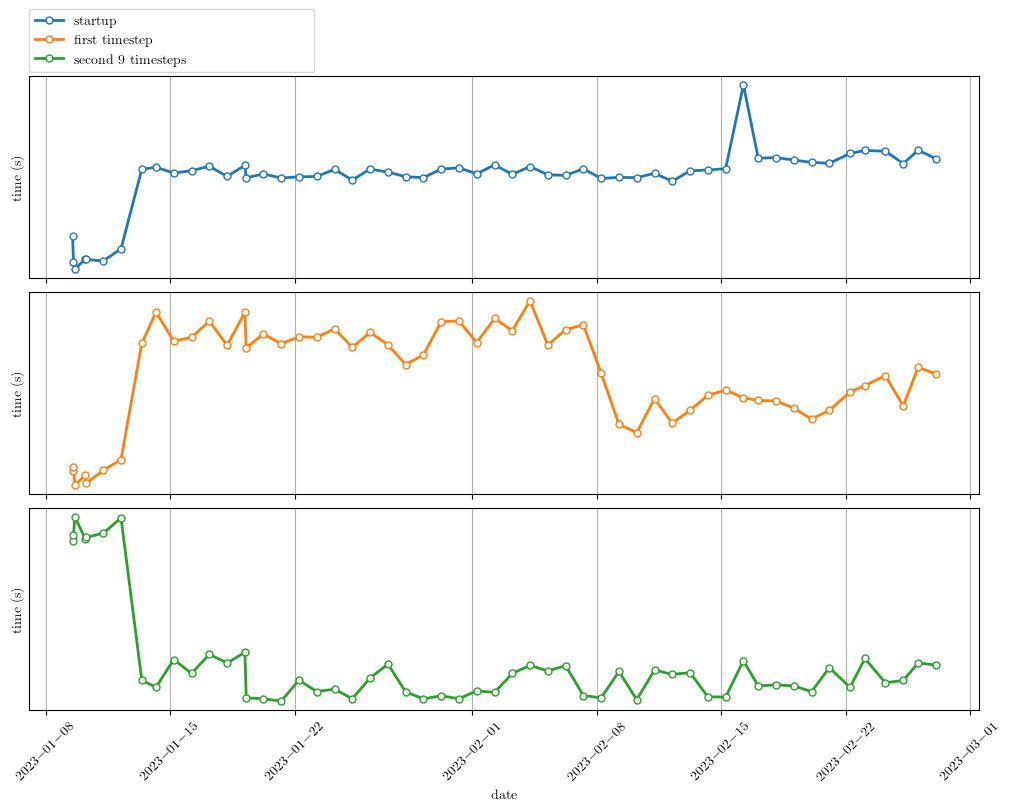 startup
first timestep
second 9 timesteps
time (s)
time (s)
time (s)
2023−01−08
2023−01−15
2023−01−22
2023−02−01
2023−02−08
2023−02−15
2023−02−22
2023−03−01
date